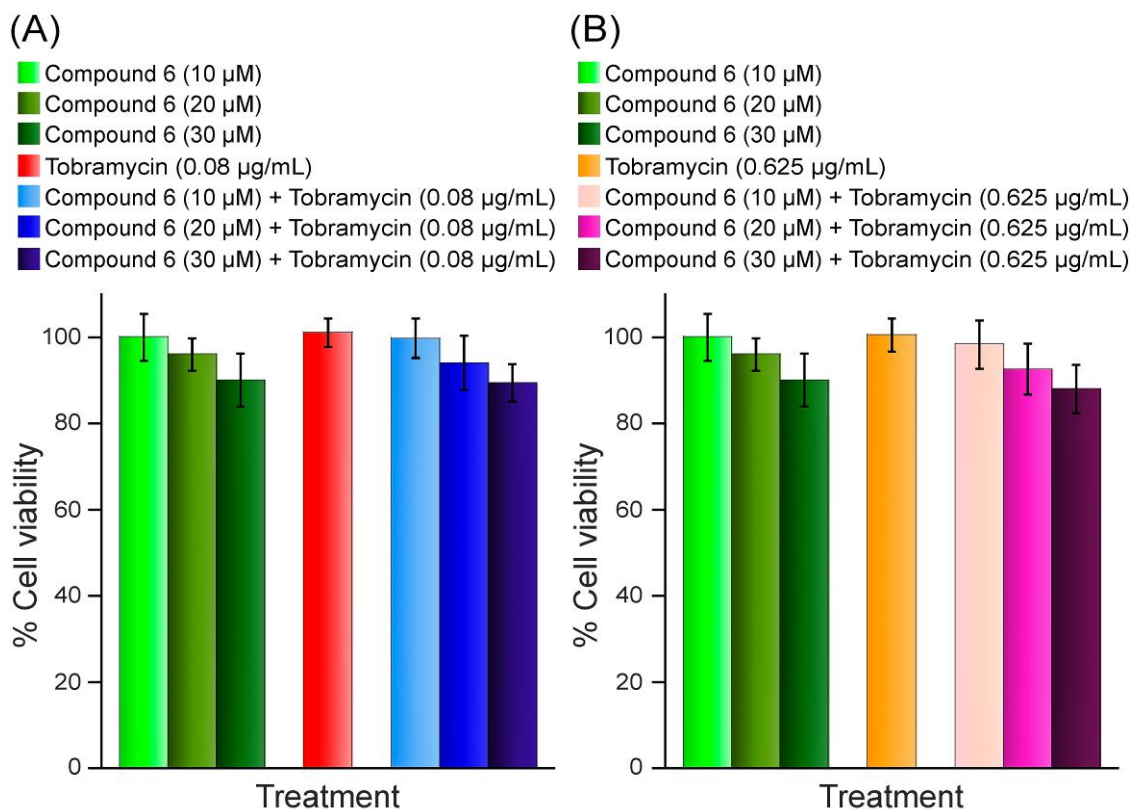 (A)
Compound 6 (10 µM)
Compound 6 (20 µM)
Compound 6 (30 µM)
Tobramycin (0.08 µg/mL)
Compound 6 (10 µM) + Tobramycin (0.08 µg/mL)
Compound 6 (20 µM) + Tobramycin (0.08 µg/mL)
Compound 6 (30 µM) + Tobramycin (0.08 µg/mL)
% Cell viability
100
80
60
40
20
0
Treatment
(B)
Compound 6 (10 µM)
Compound 6 (20 µM)
Compound 6 (30 µM)
Tobramycin (0.625 µg/mL)
Compound 6 (10 µM) + Tobramycin (0.625 µg/mL)
Compound 6 (20 µM) + Tobramycin (0.625 µg/mL)
Compound 6 (30 µM) + Tobramycin (0.625 µg/mL)
% Cell viability
100
80
60
40
20
0
Treatment